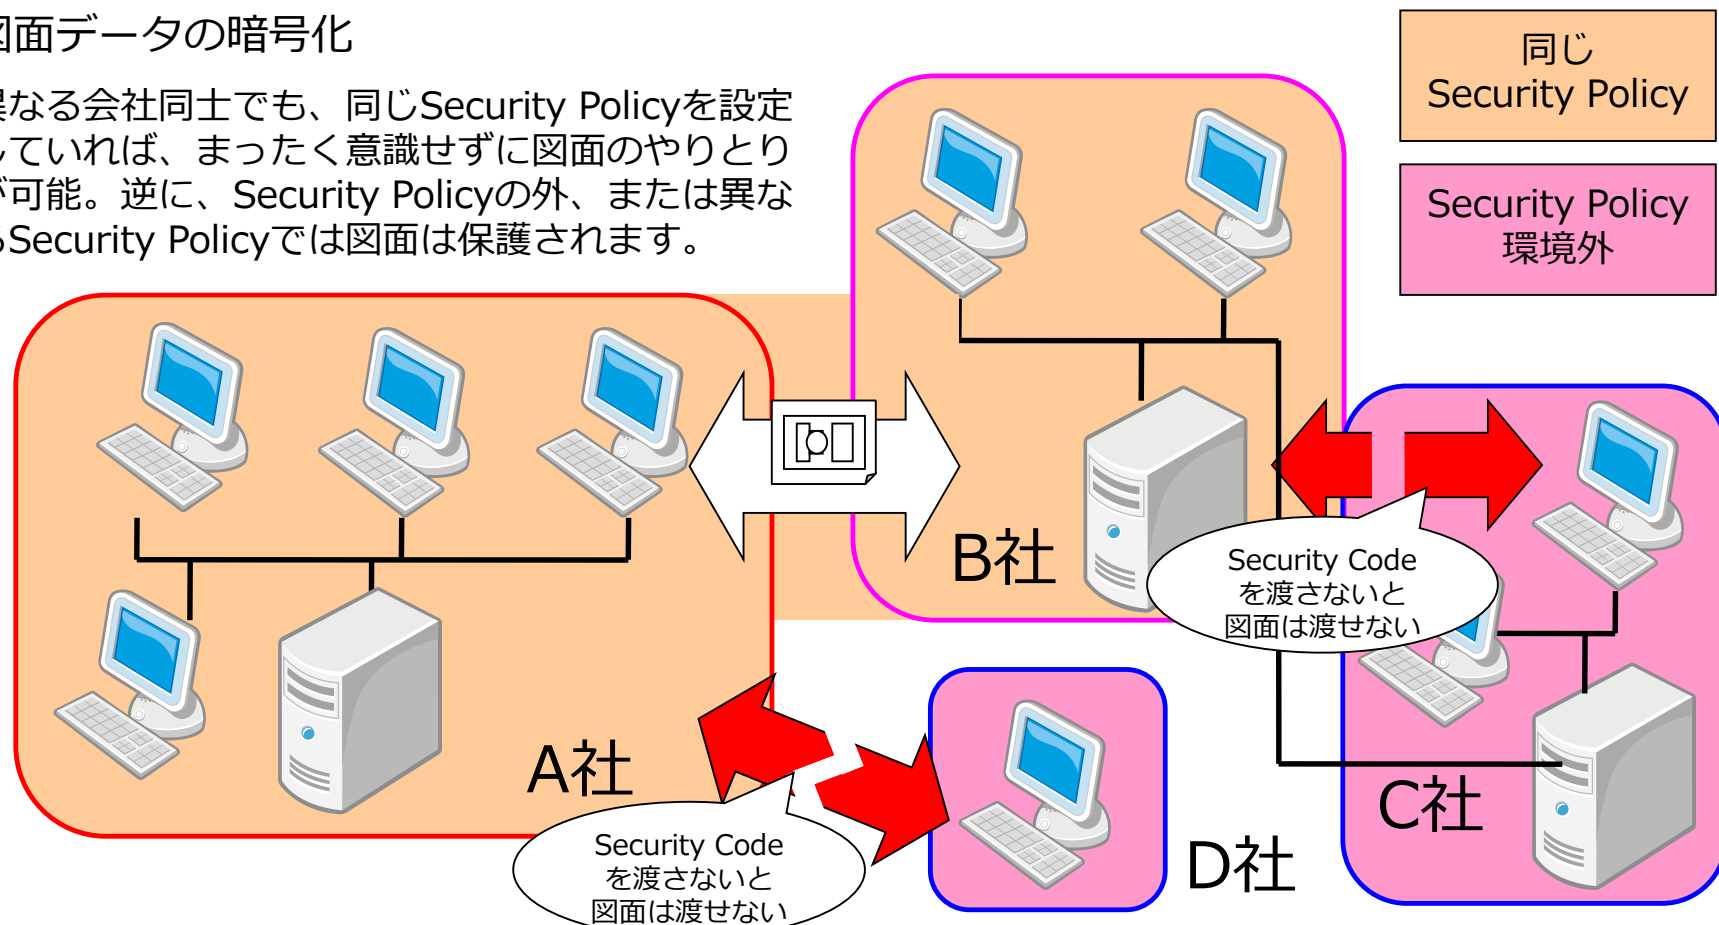 図面データの暗号化
異なる会社同士でも、同じSecurity Policyを設定
していれば、まったく意識せずに図面のやりとり
が可能。逆に、Security Policyの外、または異な
るSecurity Policyでは図面は保護されます。
同じ
Security Policy
Security Policy
環境外
B社
Security Code
を渡さないと
図面は渡せない
A社
C社
Security Code
を渡さないと
図面は渡せない
D社